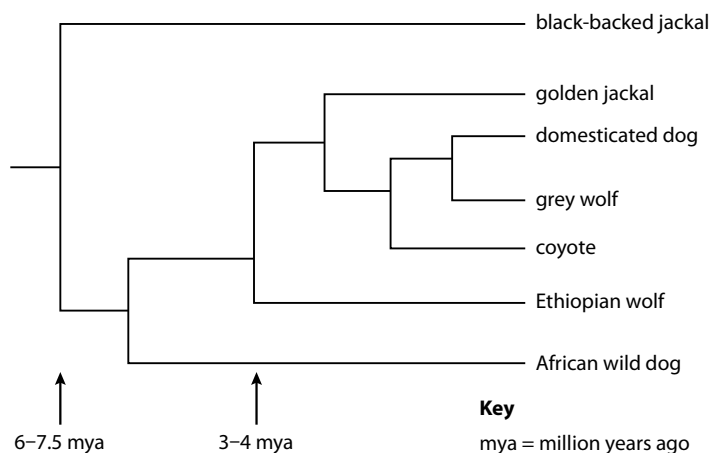 black-backed jackal
golden jackal
domesticated dog
grey wolf
coyote
Ethiopian wolf
African wild dog
6–7.5 mya
3–4 mya
Key
mya = million years ago